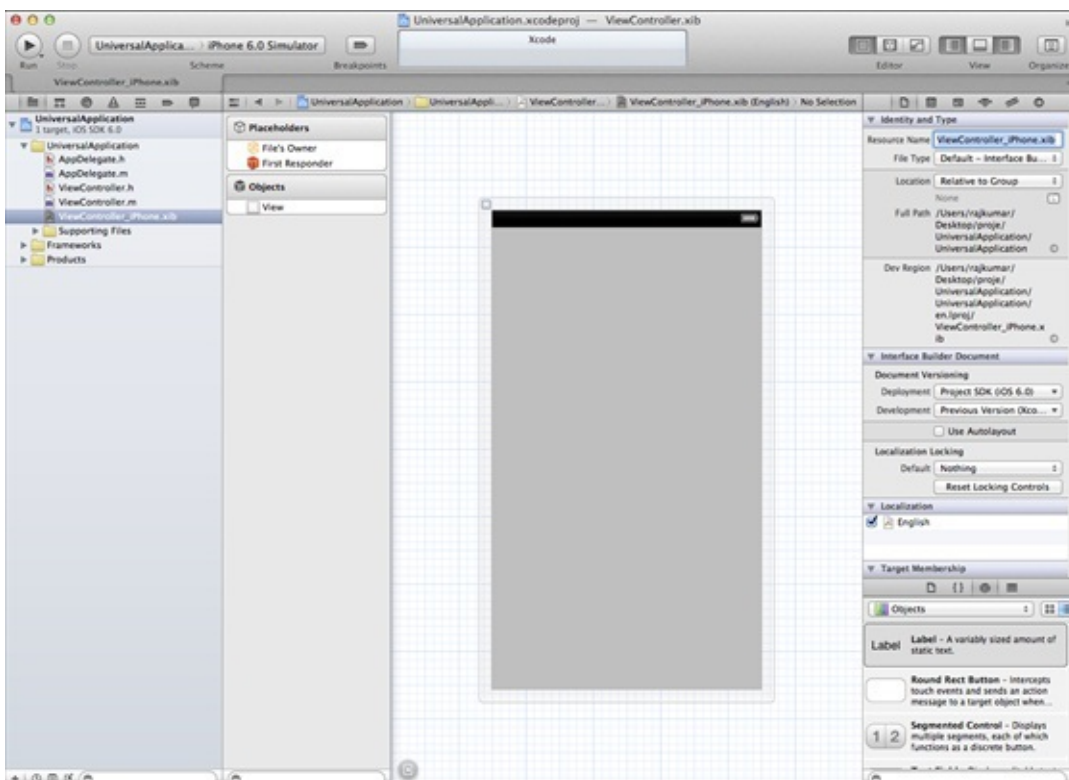 UniversalApplication.xcodeproj — ViewController.xib
UniversalApplica... iPhone 6.0 Simulator
Xcode
Run Stop Scheme Breakpoints Editor View Organize
ViewController_iPhone.xib
UniversalApplication UniversalAppli... ViewController... ViewController_iPhone.xib (English) No Selection
UniversalApplication
1 target, iOS SDK 6.0
UniversalApplication
AppDelegate.h
AppDelegate.m
ViewController.h
ViewController.m
ViewController_iPhone.xib
Supporting Files
Frameworks
Products
Placeholders
File's Owner
First Responder
Objects
View
Identity and Type
Resource Name ViewController_iPhone.xib
File Type Default - Interface Bu...
Location Relative to Group
None
Full Path /Users/rajkumar/
Desktop/proje/
UniversalApplication/
UniversalApplication
Dev Region /Users/rajkumar/
Desktop/proje/
UniversalApplication/
UniversalApplication/
en.lproj/
ViewController_iPhone.x
ib
Interface Builder Document
Document Versioning
Deployment Project SDK (iOS 6.0)
Development Previous Version (Xco...
Use Autolayout
Localization Locking
Default Nothing
Reset Locking Controls
Localization
English
Target Membership
Objects
Label
Label - A variably sized amount of
static text.
Round Rect Button - Intercepts
touch events and sends an action
message to a target object when...
1 2
Segmented Control - Displays
multiple segments, each of which
functions as a discrete button.